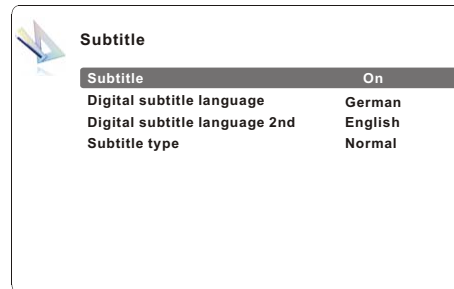 Subtitle
Subtitle On
Digital subtitle language German
Digital subtitle language 2nd English
Subtitle type Normal